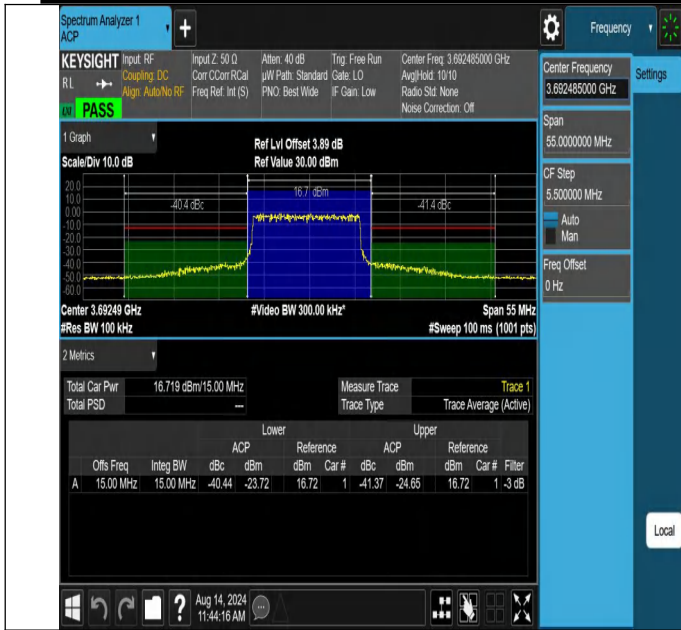 Spectrum Analyzer 1
ACP
+
Frequency
KEYSIGHT
RL
PASS
Input: RF
Coupling: DC
Align: Auto/No RF
Input Z: 50 Ω
Corr CCorr RCal
Freq Ref: Int (S)
Atten: 40 dB
µW Path: Standard
PNO: Best Wide
Trig: Free Run
Gate: LO
IF Gain: Low
Center Freq: 3.692485000 GHz
Avg|Hold: 10/10
Radio Std: None
Noise Correction: Off
Center Frequency
3.692485000 GHz
Settings
Span
55.0000000 MHz
CF Step
5.500000 MHz
Auto
Man
Freq Offset
0 Hz
Local
1 Graph
Scale/Div 10.0 dB
Ref Lvl Offset 3.89 dB
Ref Value 30.00 dBm
20.0
10.0
0.00
-10.0
-20.0
-30.0
-40.0
-50.0
-60.0
-40.4 dBc
16.7 dBm
-41.4 dBc
Center 3.69249 GHz
#Res BW 100 kHz
#Video BW 300.00 kHz*
Span 55 MHz
#Sweep 100 ms (1001 pts)
2 Metrics
Total Car Pwr 16.719 dBm/15.00 MHz
Total PSD ---
Measure Trace Trace 1
Trace Type Trace Average (Active)
Lower Upper
ACP Reference ACP Reference
Offs Freq Integ BW dBc dBm dBm Car # dBc dBm dBm Car # Filter
A 15.00 MHz 15.00 MHz -40.44 -23.72 16.72 1 -41.37 -24.65 16.72 1 -3 dB
?
Aug 14, 2024
11:44:16 AM